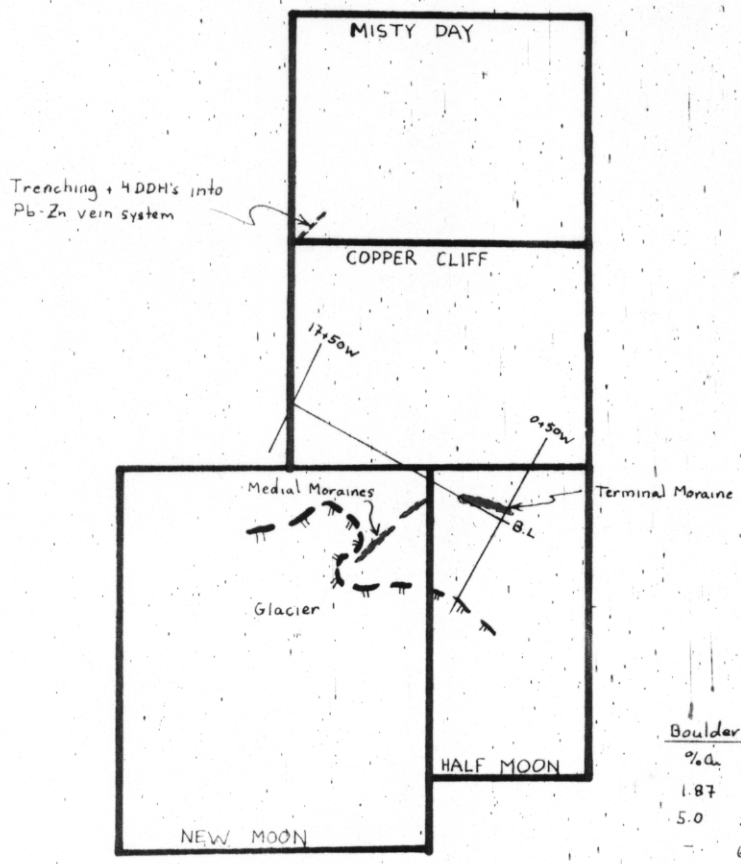 MISTY DAY
Trenching + 4 DDH's into
Pb-Zn vein system
COPPER CLIFF
17+50W
0+50W
Medial Moraines
Terminal Moraine
B.L
Glacier
Boulder
1.87
5.0
HALF MOON
NEW MOON